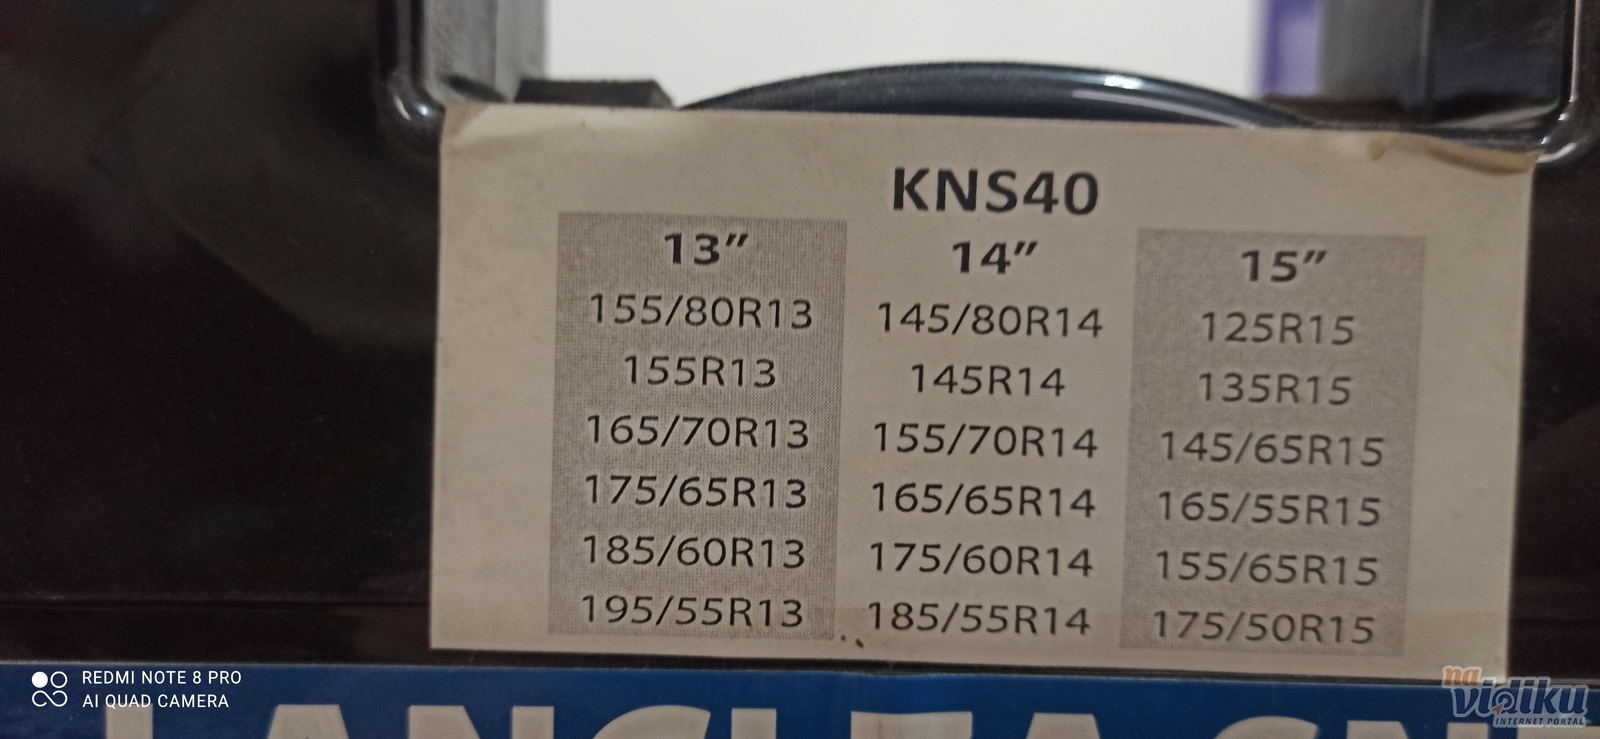 KNS40
13" 14" 15"
155/80R13 145/80R14 125R15
155R13 145R14 135R15
165/70R13 155/70R14 145/65R15
175/65R13 165/65R14 165/55R15
185/60R13 175/60R14 155/65R15
195/55R13 185/55R14 175/50R15
REDMI NOTE 8 PRO
AI QUAD CAMERA
na
vidiku
INTERNET PORTAL